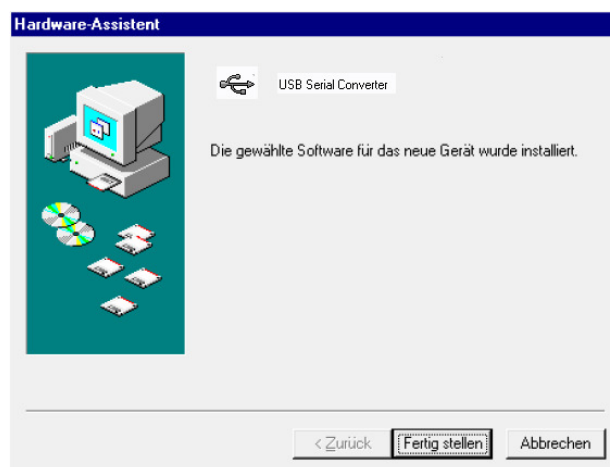 Hardware-Assistent
USB Serial Converter
Die gewählte Software für das neue Gerät wurde installiert.
< Zurück Fertig stellen Abbrechen